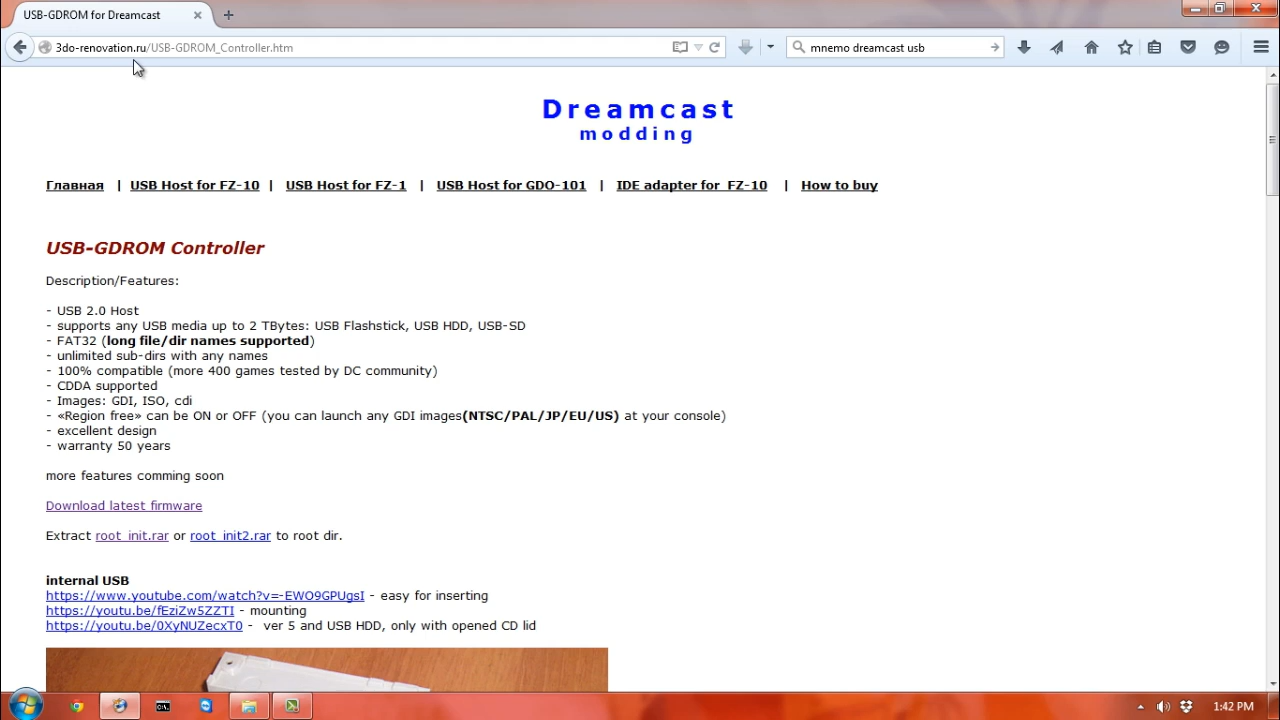 USB-GDROM for Dreamcast
3do-renovation.ru/USB-GDROM_Controller.htm
mnemo dreamcast usb
Dreamcast
modding
Главная | USB Host for FZ-10 | USB Host for FZ-1 | USB Host for GDO-101 | IDE adapter for FZ-10 | How to buy
USB-GDROM Controller
Description/Features:
- USB 2.0 Host
- supports any USB media up to 2 TBytes: USB Flashstick, USB HDD, USB-SD
- FAT32 (long file/dir names supported)
- unlimited sub-dirs with any names
- 100% compatible (more 400 games tested by DC community)
- CDDA supported
- Images: GDI, ISO, cdi
- «Region free» can be ON or OFF (you can launch any GDI images(NTSC/PAL/JP/EU/US) at your console)
- excellent design
- warranty 50 years
more features comming soon
Download latest firmware
Extract root_init.rar or root_init2.rar to root dir.
internal USB
https://www.youtube.com/watch?v=-EWO9GPUgsI - easy for inserting
https://youtu.be/fEziZw5ZZTI - mounting
https://youtu.be/0XyNUZecxT0 - ver 5 and USB HDD, only with opened CD lid
1:42 PM